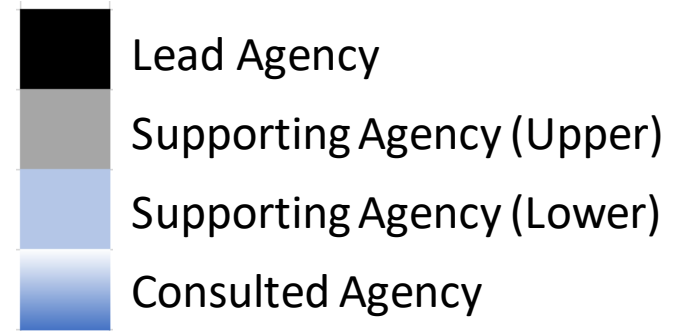 Lead Agency
Supporting Agency (Upper)
Supporting Agency (Lower)
Consulted Agency